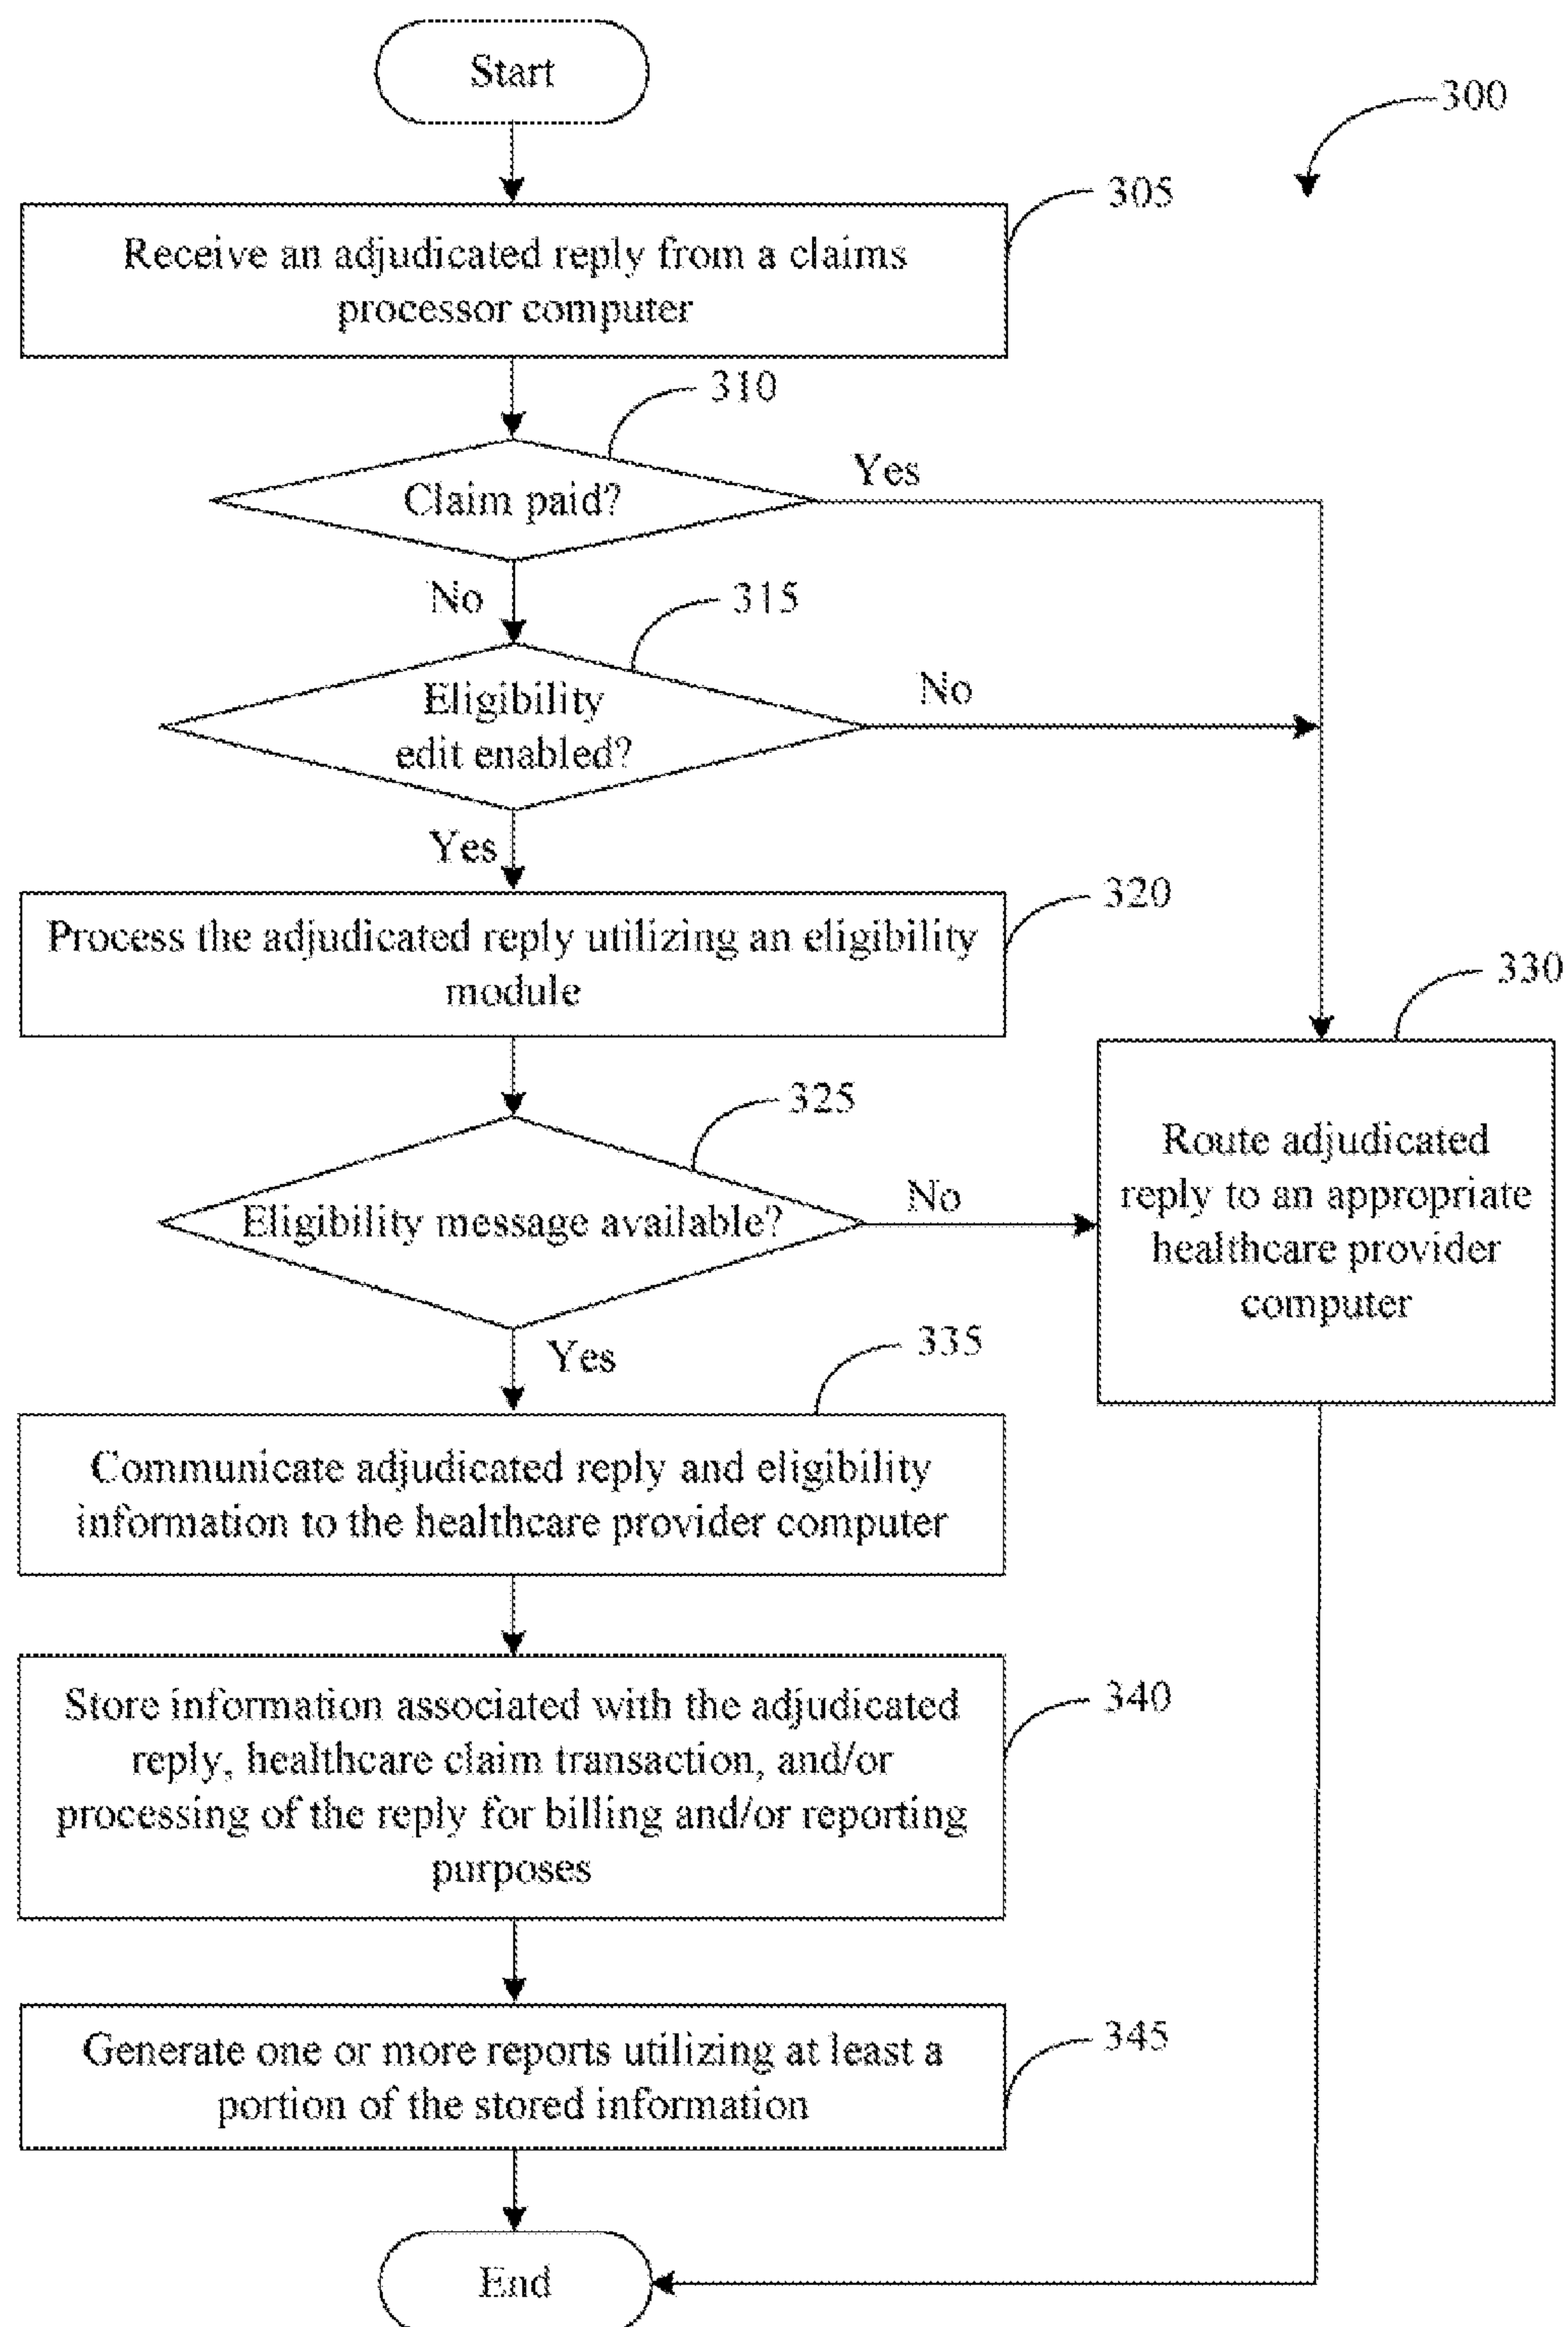 Start
300
305
Receive an adjudicated reply from a claims
processor computer
310
Claim paid?
Yes
No
315
Eligibility
edit enabled?
No
Yes
320
Process the adjudicated reply utilizing an eligibility
module
325
Eligibility message available?
No
330
Route adjudicated
reply to an appropriate
healthcare provider
computer
Yes
335
Communicate adjudicated reply and eligibility
information to the healthcare provider computer
340
Store information associated with the adjudicated
reply, healthcare claim transaction, and/or
processing of the reply for billing and/or reporting
purposes
345
Generate one or more reports utilizing at least a
portion of the stored information
End